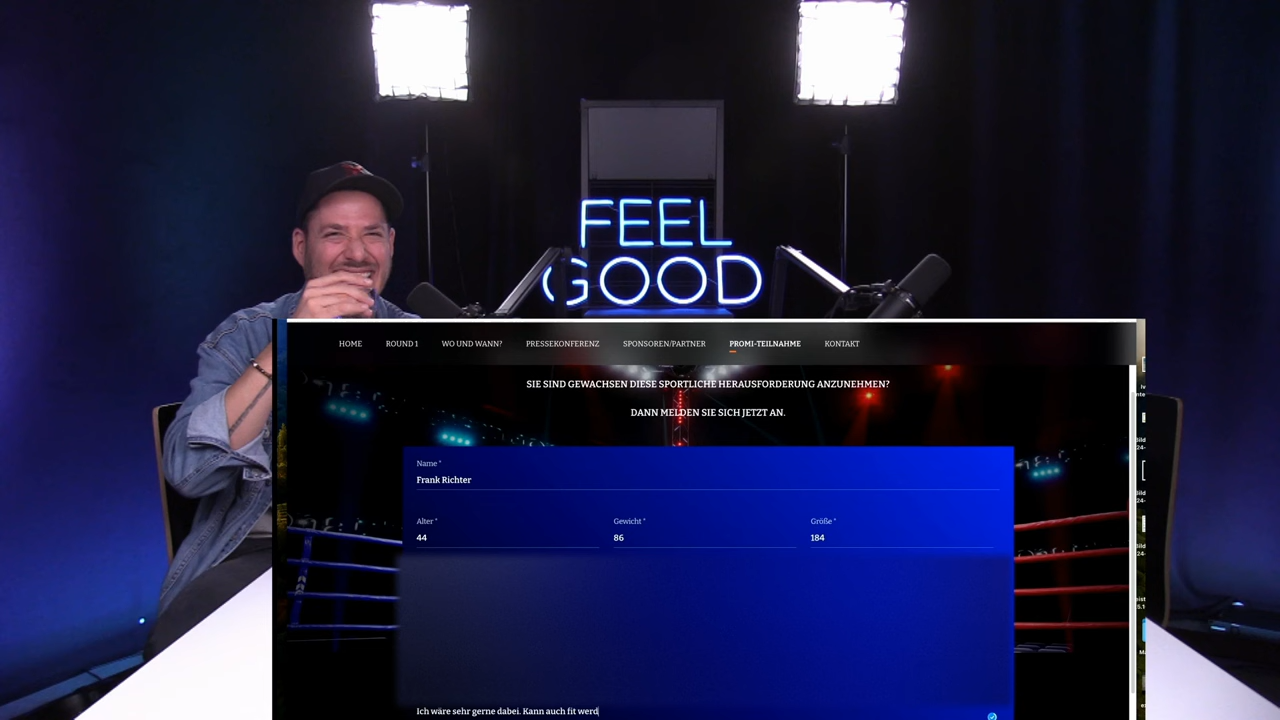 FEEL
GOOD
HOME ROUND 1 WO UND WANN? PRESSEKONFERENZ SPONSOREN/PARTNER PROMI-TEILNAHME KONTAKT
SIE SIND GEWACHSEN DIESE SPORTLICHE HERAUSFORDERUNG ANZUNEHMEN?
DANN MELDEN SIE SICH JETZT AN.
Name *
Frank Richter
Alter * Gewicht * Größe *
44 86 184
Ich wäre sehr gerne dabei. Kann auch fit werd